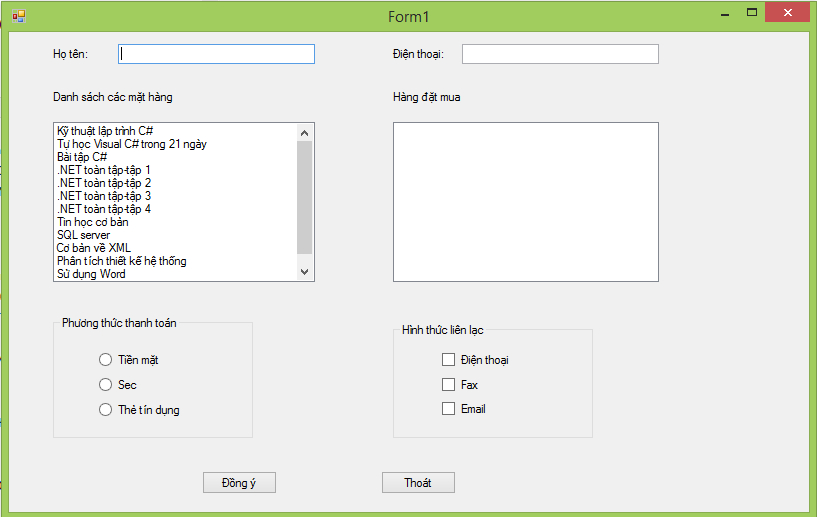 Form1
Họ tên:
Điện thoại:
Danh sách các mặt hàng
Hàng đặt mua
Kỹ thuật lập trình C#
Tự học Visual C# trong 21 ngày
Bài tập C#
.NET toàn tập-tập 1
.NET toàn tập-tập 2
.NET toàn tập-tập 3
.NET toàn tập-tập 4
Tin học cơ bản
SQL server
Cơ bản về XML
Phân tích thiết kế hệ thống
Sử dụng Word
Phương thức thanh toán
Tiền mặt
Sec
Thẻ tín dụng
Hình thức liên lạc
Điện thoại
Fax
Email
Đồng ý
Thoát